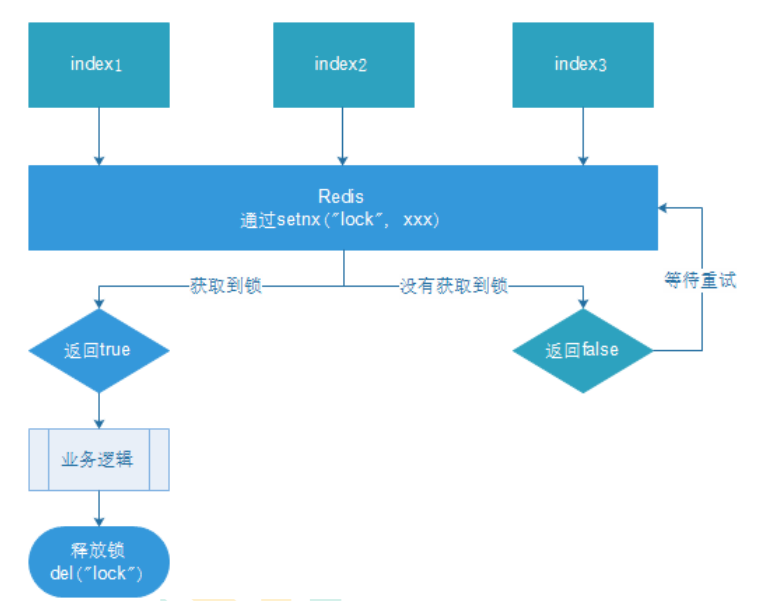 index1
index2
index3
Redis
通过setnx("lock", xxx)
获取到锁
没有获取到锁
等待重试
返回true
返回false
业务逻辑
释放锁
del("lock")